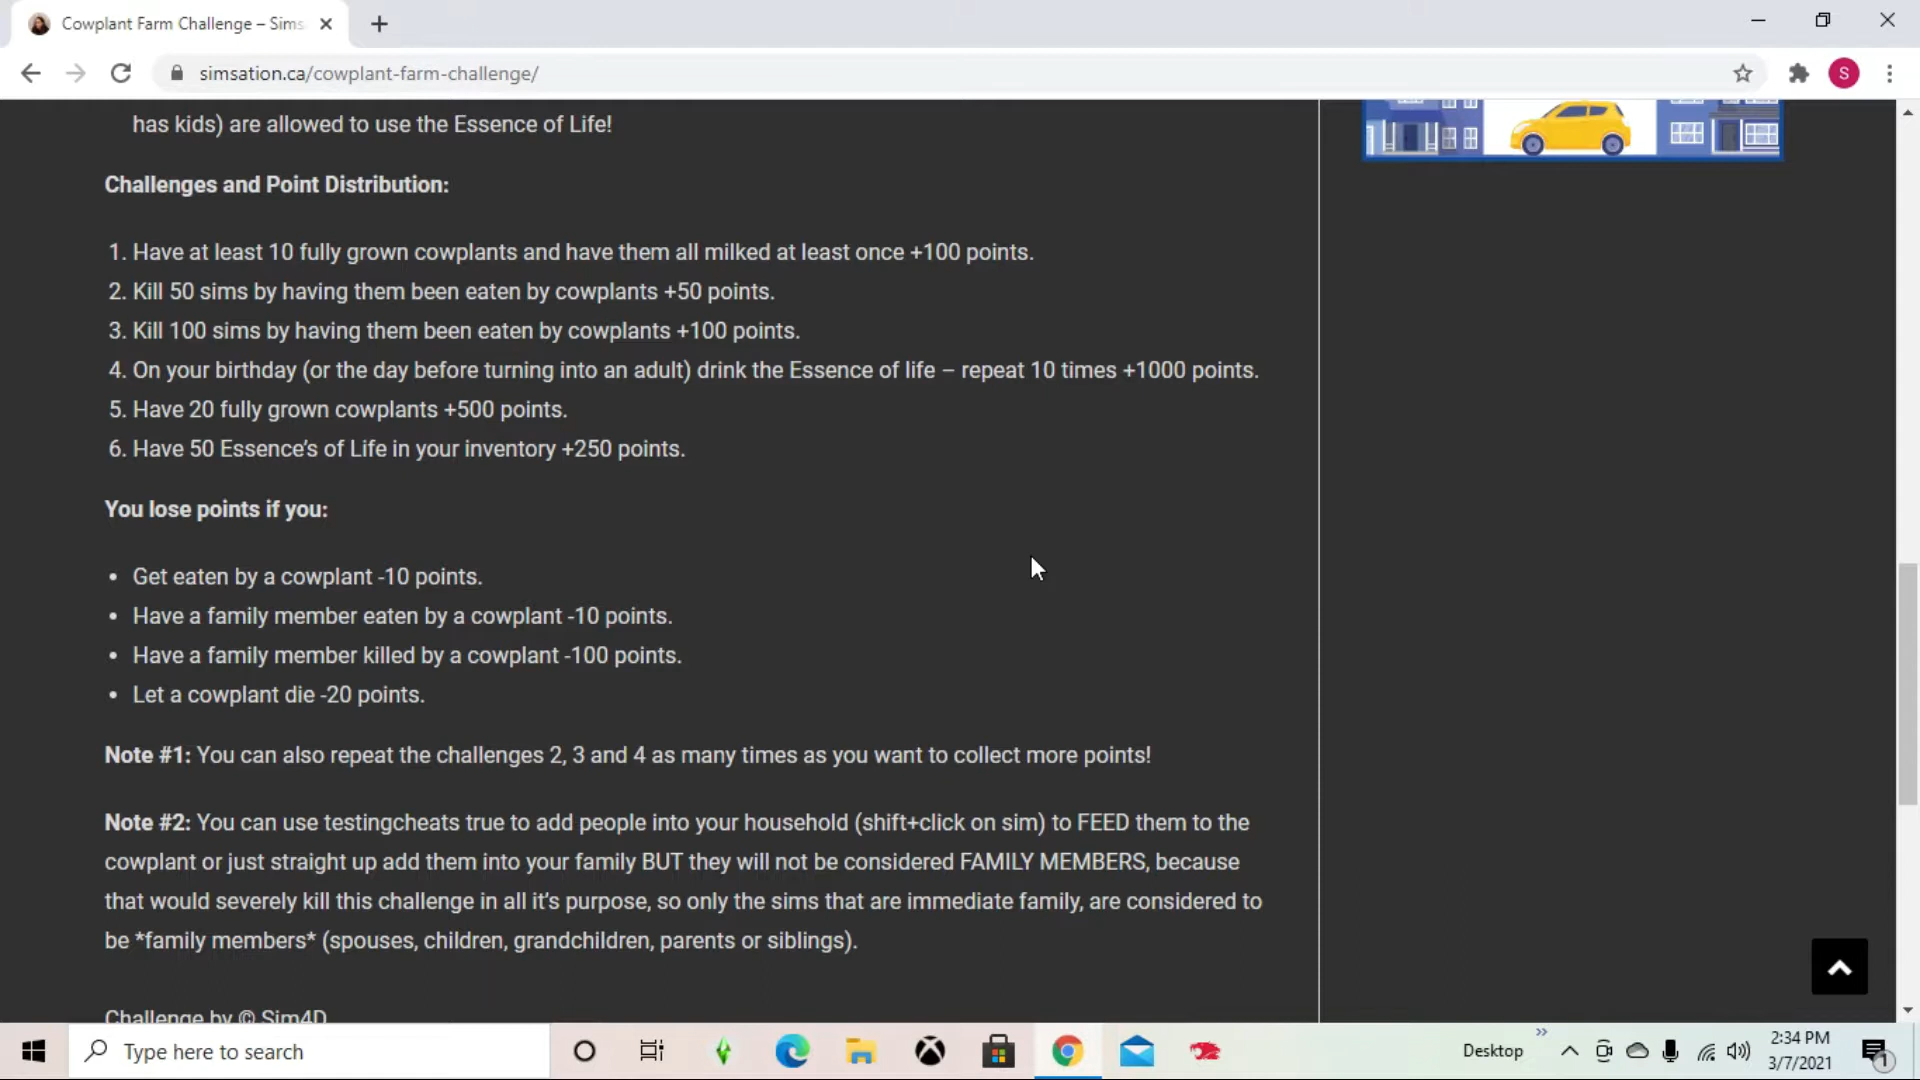 Cowplant Farm Challenge – Sims
simsation.ca/cowplant-farm-challenge/
S
has kids) are allowed to use the Essence of Life!
Challenges and Point Distribution:
1. Have at least 10 fully grown cowplants and have them all milked at least once +100 points.
2. Kill 50 sims by having them been eaten by cowplants +50 points.
3. Kill 100 sims by having them been eaten by cowplants +100 points.
4. On your birthday (or the day before turning into an adult) drink the Essence of life – repeat 10 times +1000 points.
5. Have 20 fully grown cowplants +500 points.
6. Have 50 Essence's of Life in your inventory +250 points.
You lose points if you:
• Get eaten by a cowplant -10 points.
• Have a family member eaten by a cowplant -10 points.
• Have a family member killed by a cowplant -100 points.
• Let a cowplant die -20 points.
Note #1: You can also repeat the challenges 2, 3 and 4 as many times as you want to collect more points!
Note #2: You can use testingcheats true to add people into your household (shift+click on sim) to FEED them to the
cowplant or just straight up add them into your family BUT they will not be considered FAMILY MEMBERS, because
that would severely kill this challenge in all it's purpose, so only the sims that are immediate family, are considered to
be *family members* (spouses, children, grandchildren, parents or siblings).
Challenge by © Sim4D
Type here to search
Desktop
2:34 PM
3/7/2021
1